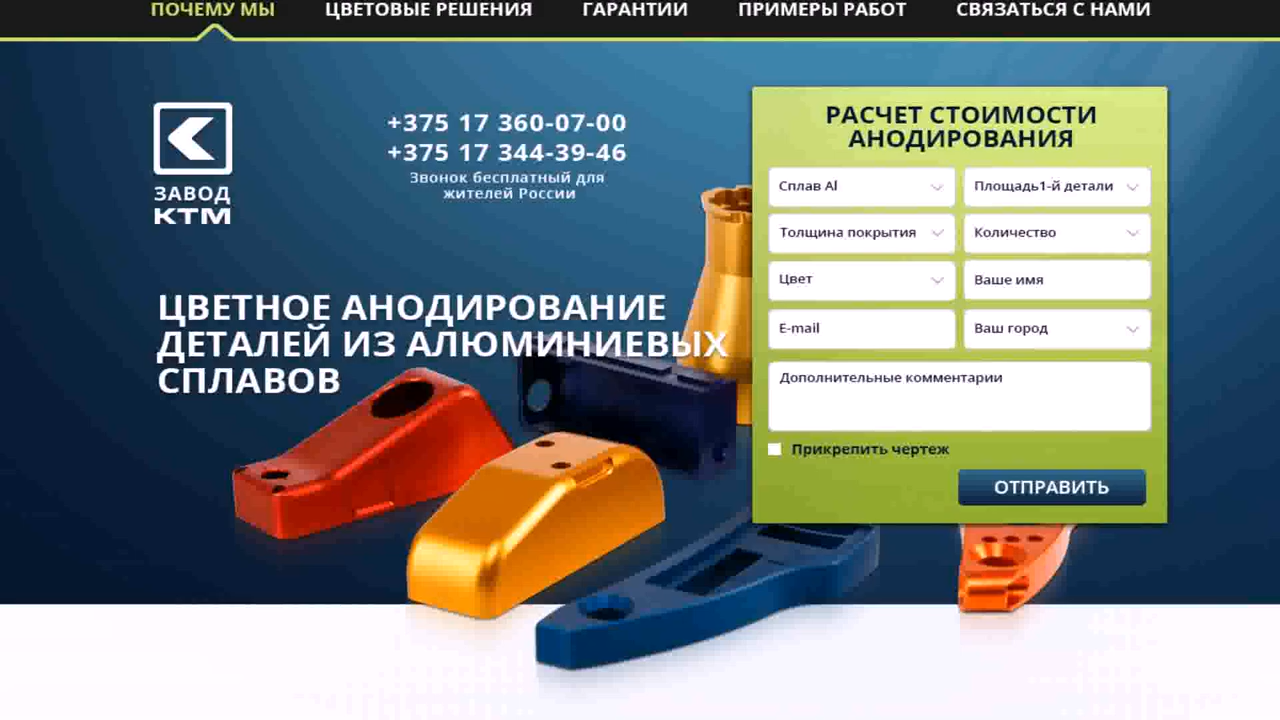 ПОЧЕМУ МЫ ЦВЕТОВЫЕ РЕШЕНИЯ ГАРАНТИИ ПРИМЕРЫ РАБОТ СВЯЗАТЬСЯ С НАМИ
ЗАВОД
КТМ
+375 17 360-07-00
+375 17 344-39-46
Звонок бесплатный для
жителей России
ЦВЕТНОЕ АНОДИРОВАНИЕ
ДЕТАЛЕЙ ИЗ АЛЮМИНИЕВЫХ
СПЛАВОВ
РАСЧЕТ СТОИМОСТИ
АНОДИРОВАНИЯ
Сплав Al Площадь1-й детали
Толщина покрытия Количество
Цвет Ваше имя
E-mail Ваш город
Дополнительные комментарии
Прикрепить чертеж
ОТПРАВИТЬ